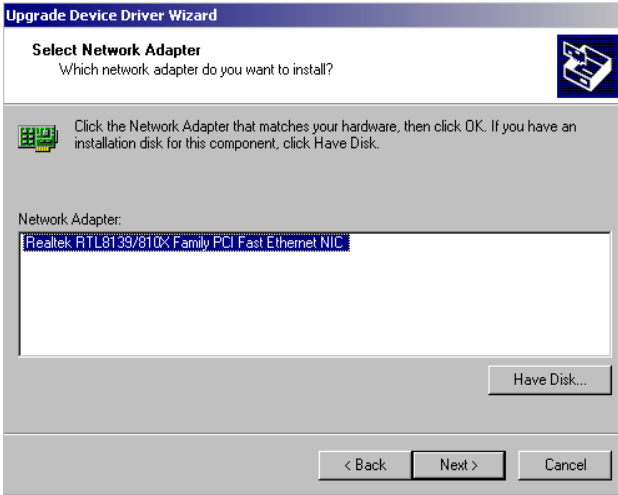 Upgrade Device Driver Wizard
Select Network Adapter
Which network adapter do you want to install?
Click the Network Adapter that matches your hardware, then click OK. If you have an
installation disk for this component, click Have Disk.
Network Adapter:
Realtek RTL8139/810X Family PCI Fast Ethernet NIC
Have Disk...
< Back
Next >
Cancel